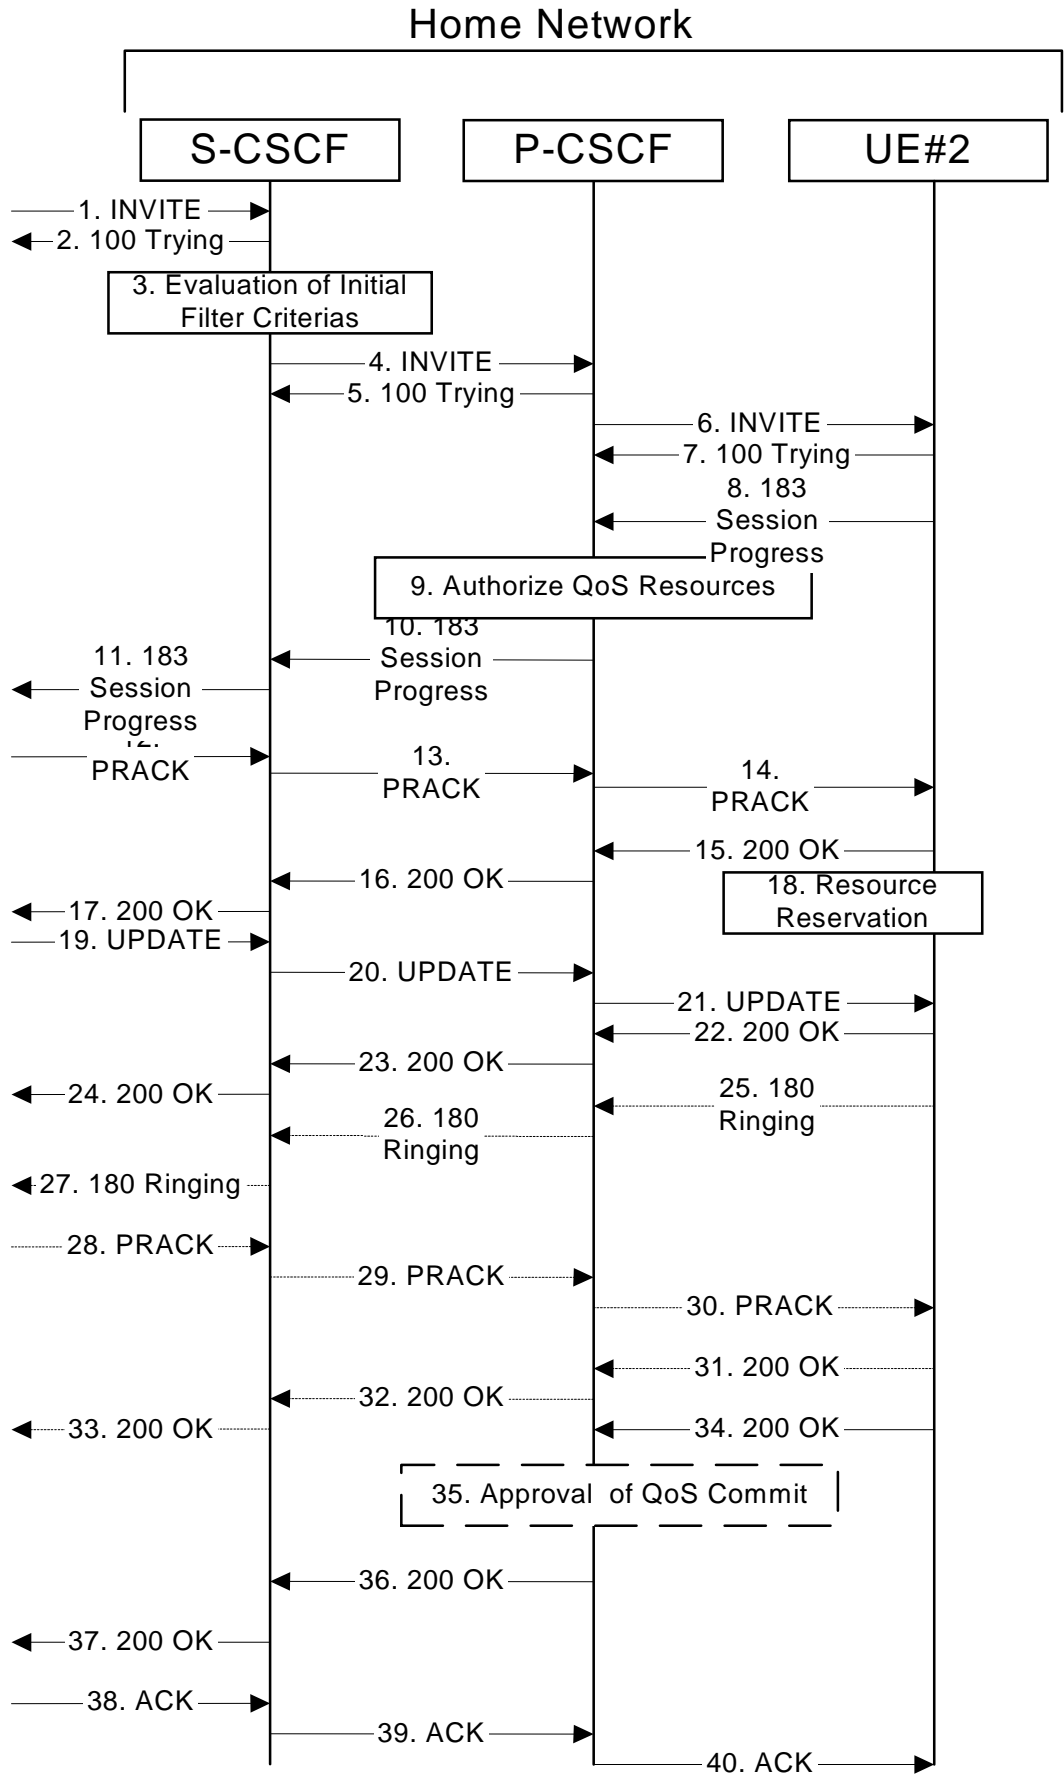 Home Network
S-CSCF
P-CSCF
UE#2
1. INVITE
2. 100 Trying
3. Evaluation of Initial
Filter Criterias
4. INVITE
5. 100 Trying
6. INVITE
7. 100 Trying
8. 183
Session
Progress
9. Authorize QoS Resources
10. 183
Session
Progress
11. 183
Session
Progress
12.
PRACK
13.
PRACK
14.
PRACK
15. 200 OK
16. 200 OK
17. 200 OK
18. Resource
Reservation
19. UPDATE
20. UPDATE
21. UPDATE
22. 200 OK
23. 200 OK
24. 200 OK
25. 180
Ringing
26. 180
Ringing
27. 180 Ringing
28. PRACK
29. PRACK
30. PRACK
31. 200 OK
32. 200 OK
33. 200 OK
34. 200 OK
35. Approval of QoS Commit
36. 200 OK
37. 200 OK
38. ACK
39. ACK
40. ACK